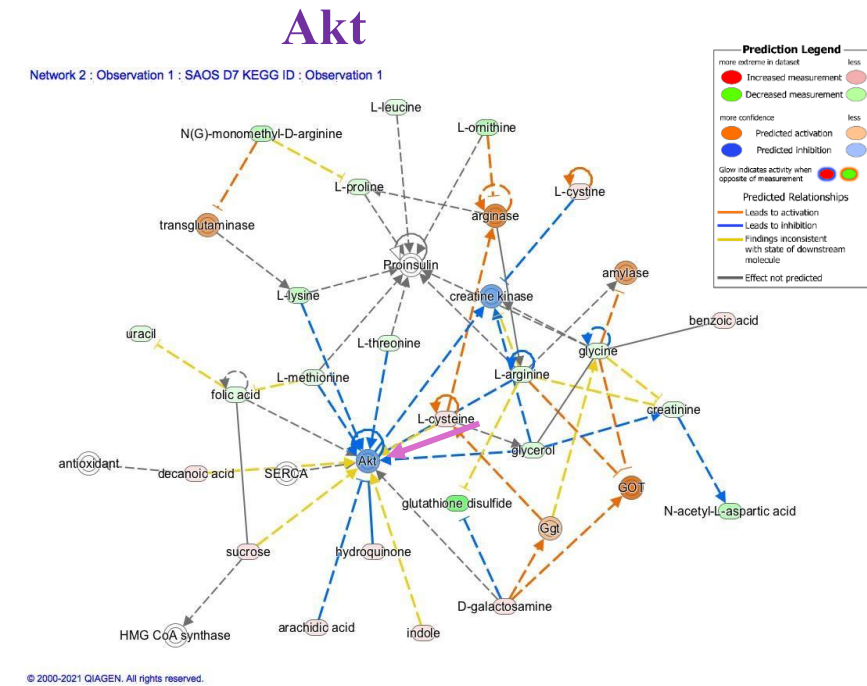 Akt
Network 2 : Observation 1 : SAOS D7 KEGG ID : Observation 1
Prediction Legend
more extreme in dataset less
Increased measurement
Decreased measurement
more confidence less
Predicted activation
Predicted inhibition
Glow indicates activity when
opposite of measurement
Predicted Relationships
Leads to activation
Leads to inhibition
Findings inconsistent
with state of downstream
molecule
Effect not predicted
L-leucine
N(G)-monomethyl-D-arginine
L-ornithine
L-proline
L-cystine
transglutaminase
arginase
Proinsulin
amylase
L-lysine
creatine kinase
benzoic acid
uracil
L-threonine
glycine
L-methionine
L-arginine
folic acid
creatinine
L-cysteine
glycerol
antioxidant
Akt
decanoic acid
SERCA
GOT
glutathione disulfide
N-acetyl-L-aspartic acid
Ggt
sucrose
hydroquinone
D-galactosamine
HMG CoA synthase
arachidic acid
indole
© 2000-2021 QIAGEN. All rights reserved.